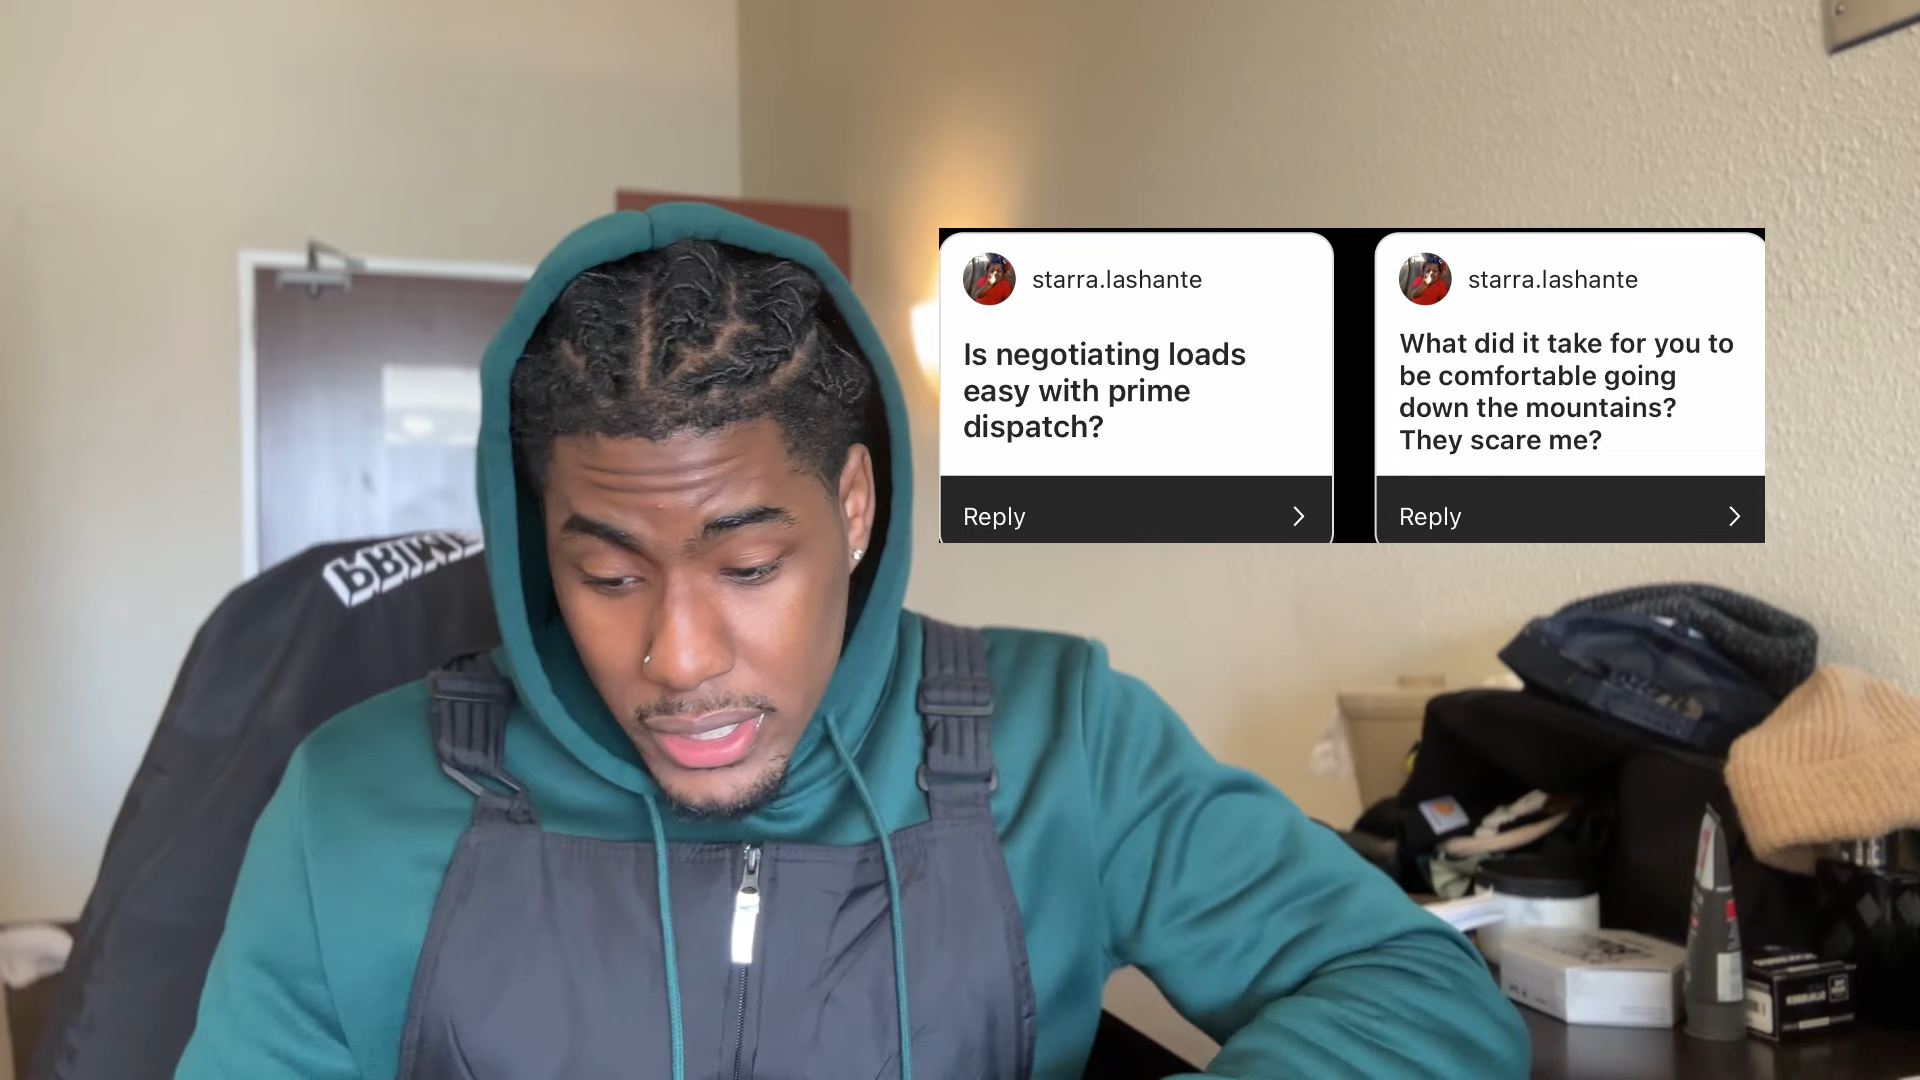 PRIME
starra.lashante
Is negotiating loads
easy with prime
dispatch?
Reply
starra.lashante
What did it take for you to
be comfortable going
down the mountains?
They scare me?
Reply